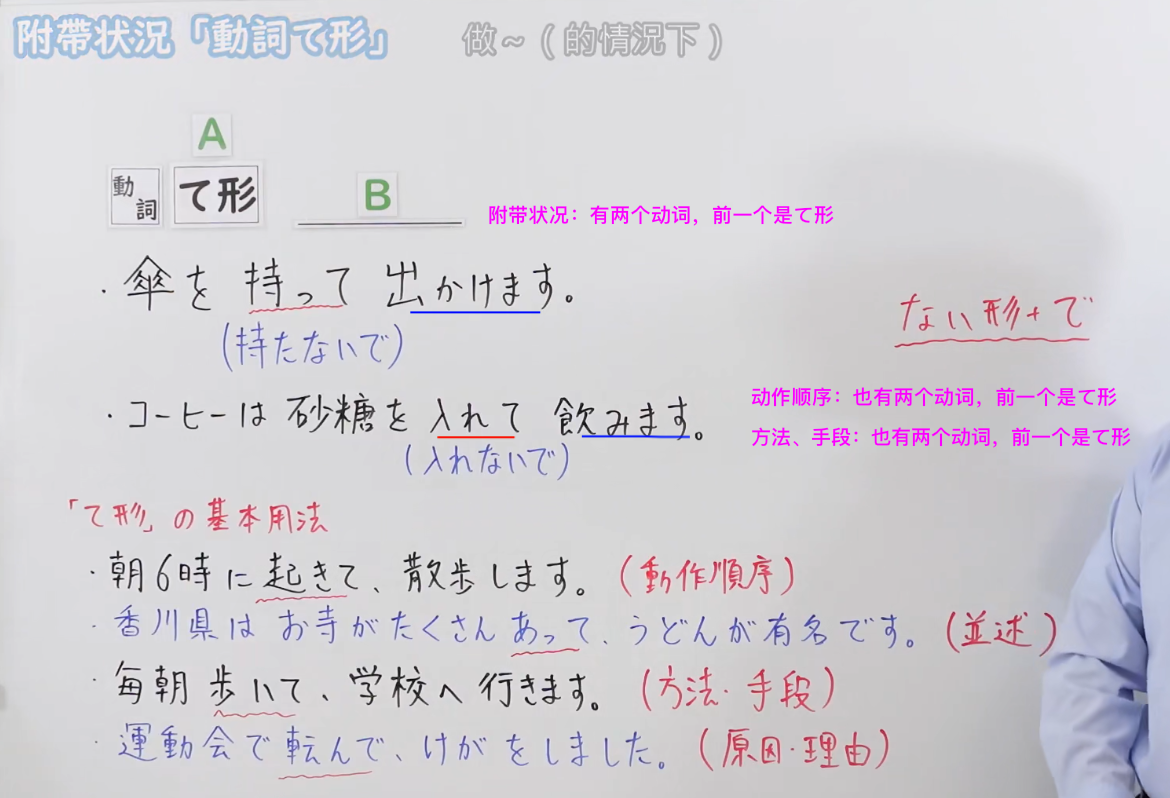 附帶状況「動詞て形」 做~(的情況下)
A
動詞 て形 B
附带状况：有两个动词，前一个是て形
・傘を 持って 出かけます。
(持たないで)
ない形+で
・コーヒーは 砂糖を 入れて 飲みます。
(入れないで)
动作顺序：也有两个动词，前一个是て形
方法、手段：也有两个动词，前一个是て形
「て形」の基本用法
・朝6時に起きて、散歩します。(動作順序)
・香川県は お寺がたくさんあって、うどんが有名です。(並述)
・毎朝 歩いて、学校へ行きます。(方法・手段)
・運動会で転んで、けがをしました。(原因・理由)